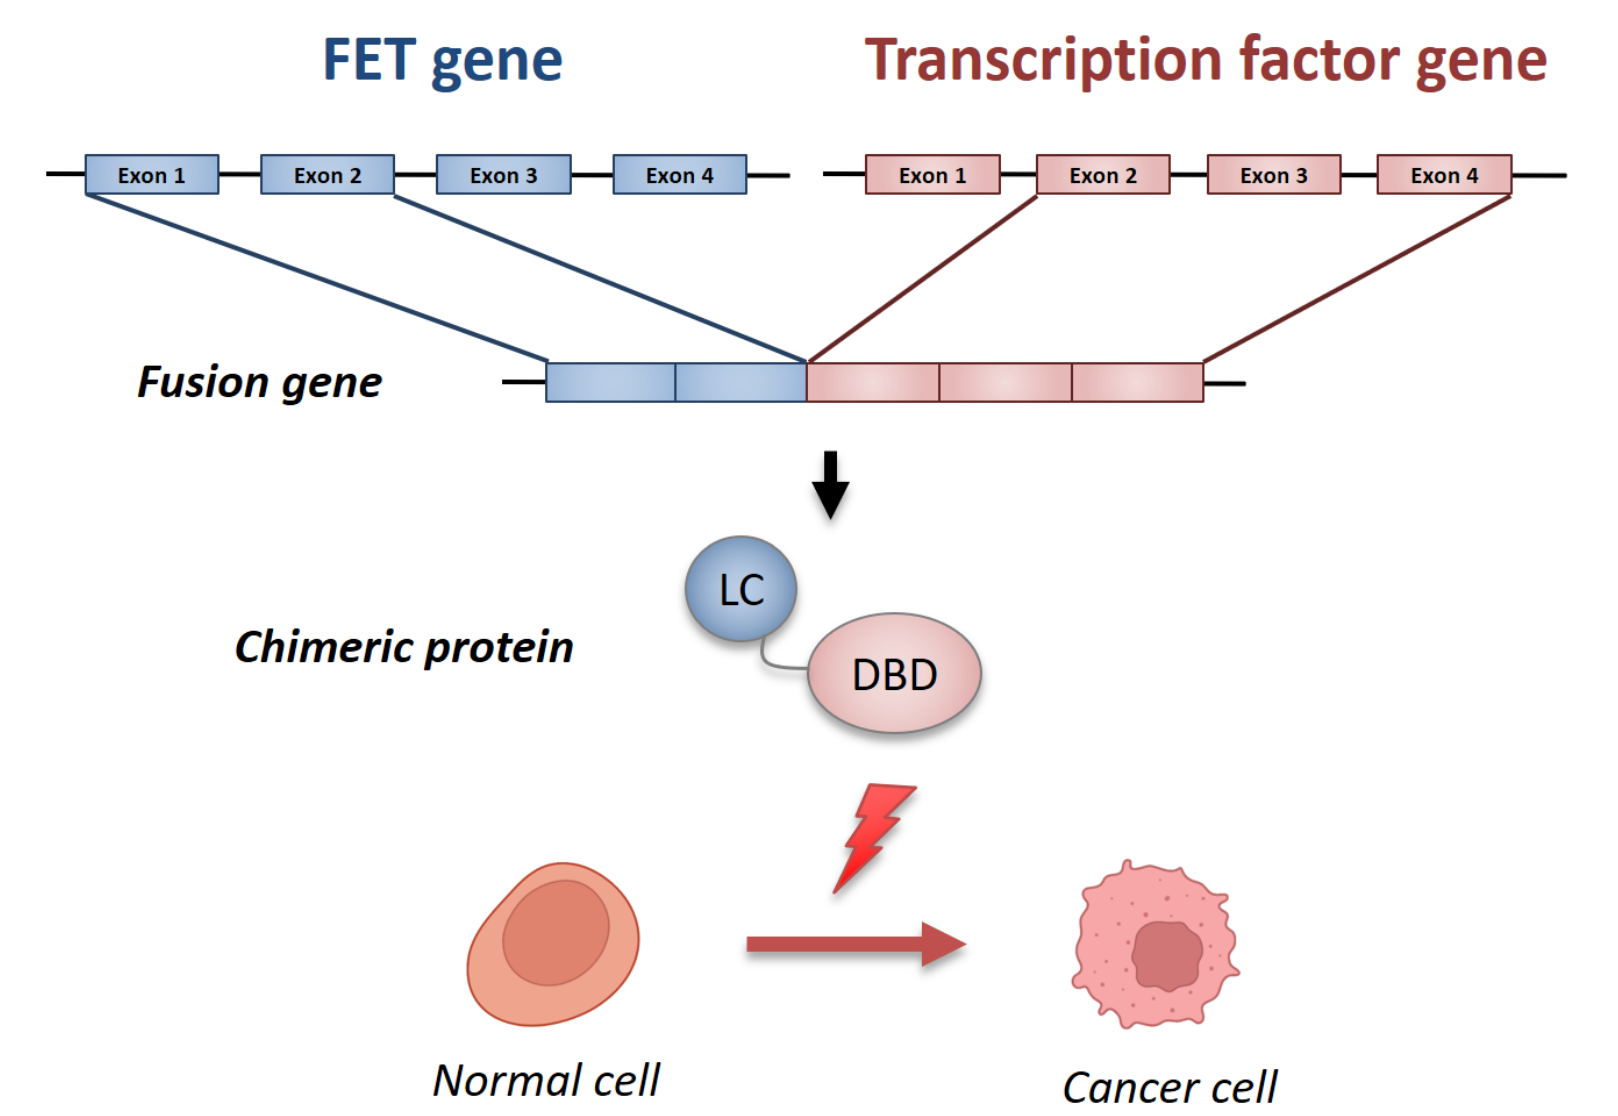 FET gene
Transcription factor gene
Exon 1 Exon 2 Exon 3 Exon 4
Exon 1 Exon 2 Exon 3 Exon 4
Fusion gene
LC
Chimeric protein
DBD
Normal cell
Cancer cell